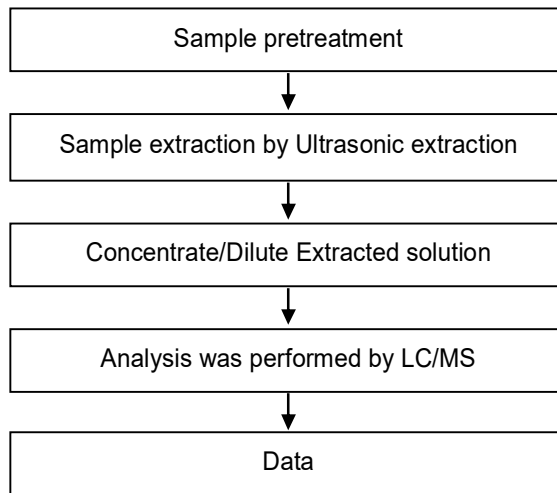 Sample pretreatment
Sample extraction by Ultrasonic extraction
Concentrate/Dilute Extracted solution
Analysis was performed by LC/MS
Data